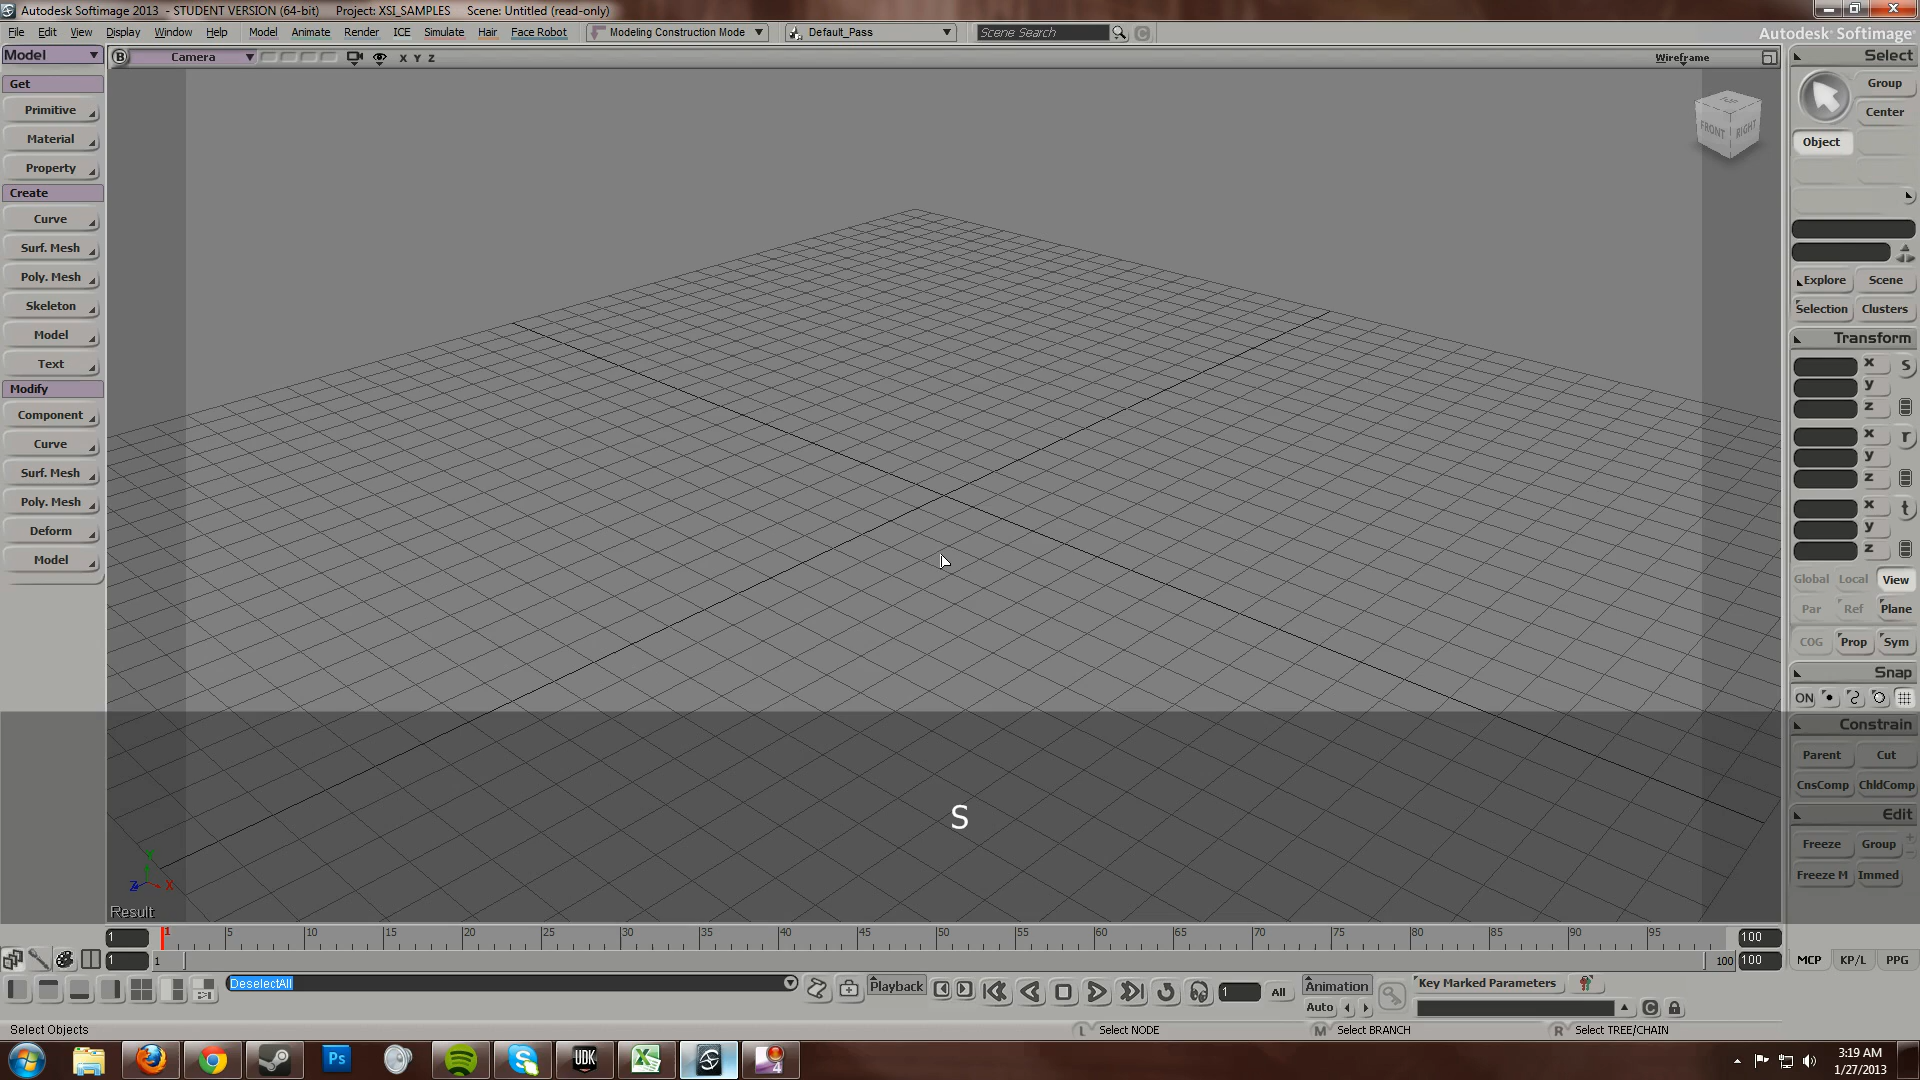 Autodesk Softimage 2013 - STUDENT VERSION (64-bit) Project: XSI_SAMPLES Scene: Untitled (read-only)
File Edit View Display Window Help Model Animate Render ICE Simulate Hair Face Robot Modeling Construction Mode Default_Pass Scene Search C Autodesk® Softimage®
Model B Camera X Y Z Wireframe Select
Get
Primitive
Material
Property
Create
Curve
Surf. Mesh
Poly. Mesh
Skeleton
Model
Text
Modify
Component
Curve
Surf. Mesh
Poly. Mesh
Deform
Model
FRONT RIGHT
Group
Center
Object
Explore Scene
Selection Clusters
Transform
x s
y
z
x r
y
z
x t
y
z
Global Local View
Par Ref Plane
COG Prop Sym
Snap
ON
Constrain
Parent Cut
CnsComp ChldComp
Edit
Freeze Group
Freeze M Immed
S
Y
Z X
Result
1 1 5 10 15 20 25 30 35 40 45 50 55 60 65 70 75 80 85 90 95 100
1 1 100 100 MCP KP/L PPG
DeselectAll Playback 1 All Animation Key Marked Parameters
Auto C
Select Objects L Select NODE M Select BRANCH R Select TREE/CHAIN
Ps UDK 4
3:19 AM
1/27/2013